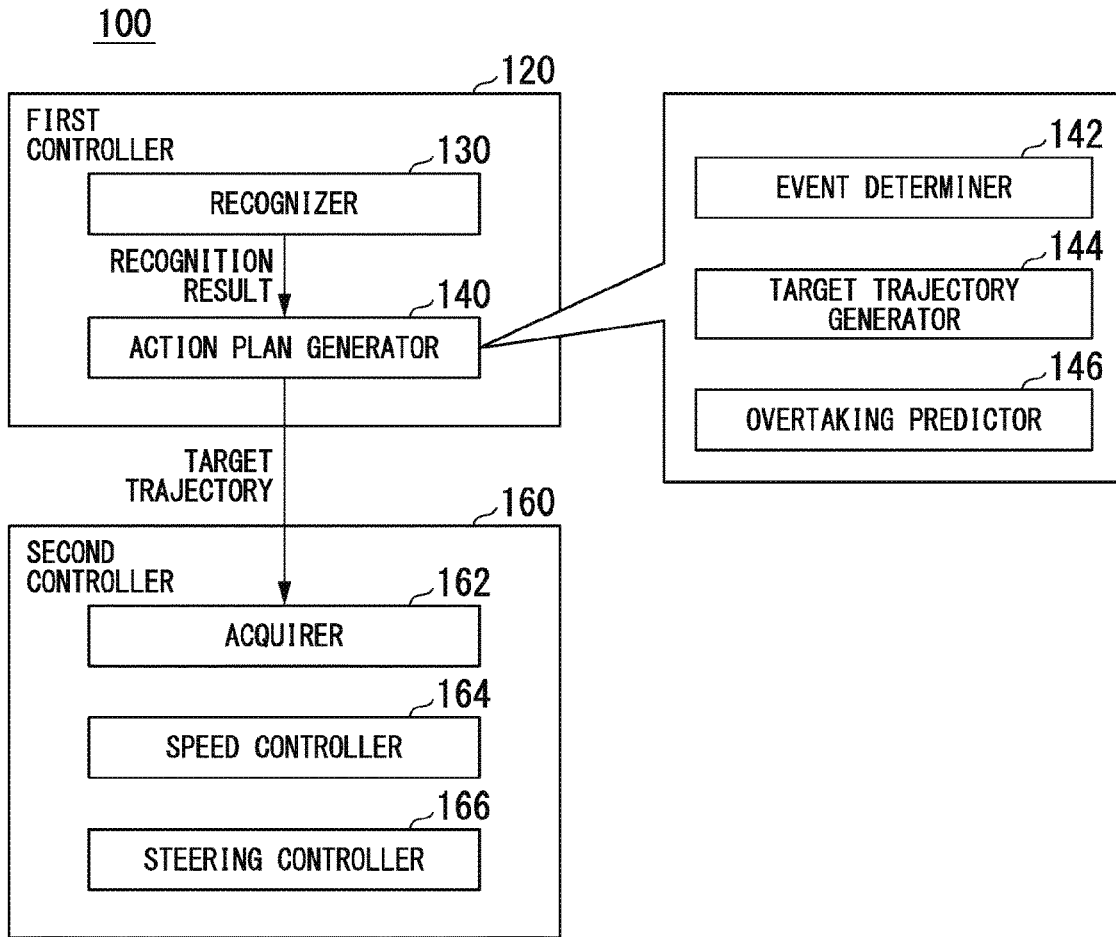 100
120
FIRST
CONTROLLER
130
RECOGNIZER
RECOGNITION
RESULT
140
ACTION PLAN GENERATOR
142
EVENT DETERMINER
144
TARGET TRAJECTORY
GENERATOR
146
OVERTAKING PREDICTOR
TARGET
TRAJECTORY
160
SECOND
CONTROLLER
162
ACQUIRER
164
SPEED CONTROLLER
166
STEERING CONTROLLER